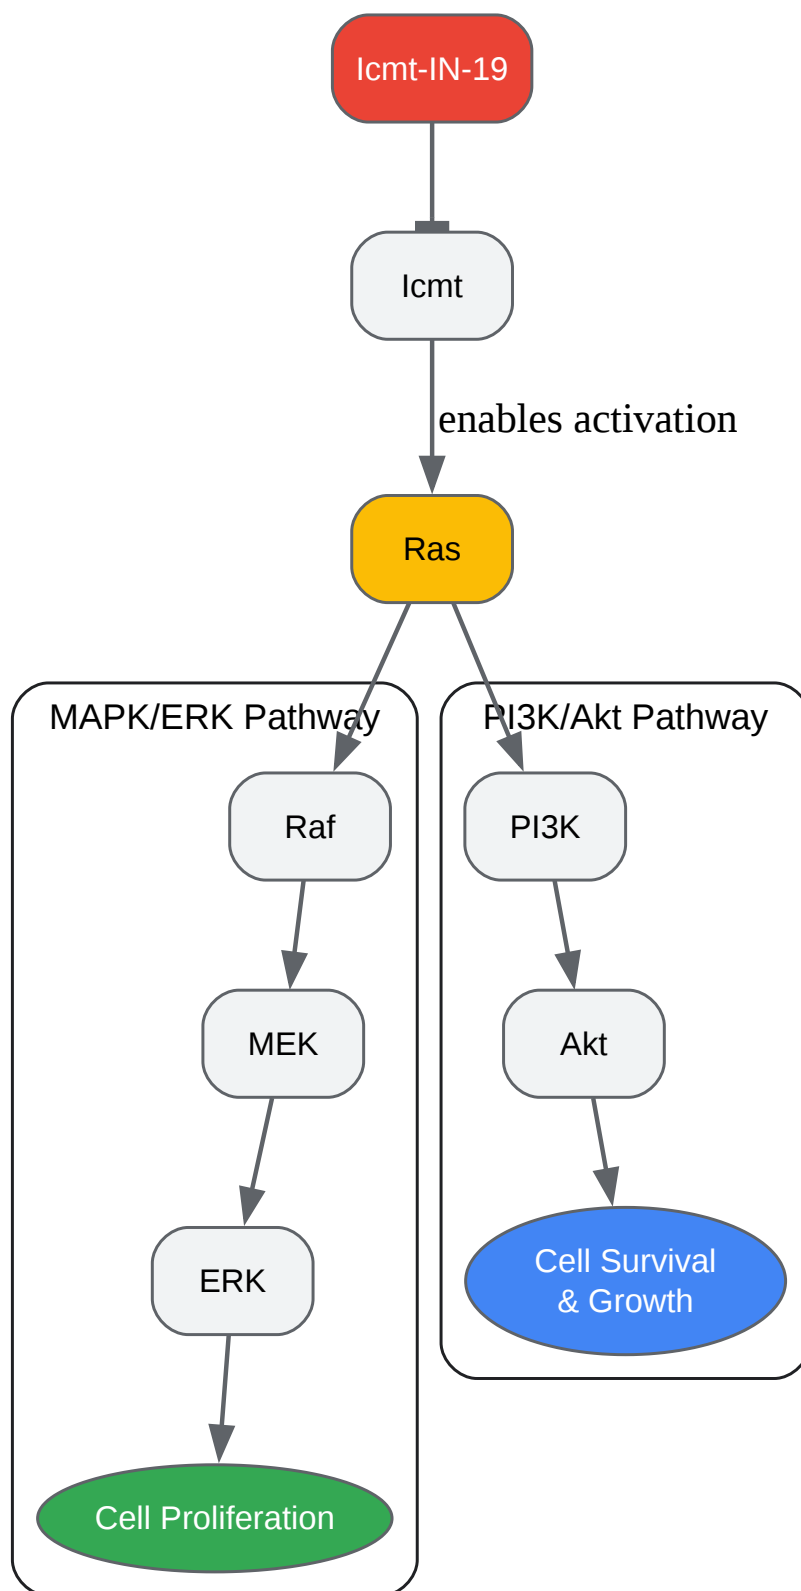 Icmt-IN-19
Icmt
enables activation
Ras
MAPK/ERK Pathway
PI3K/Akt Pathway
Raf
PI3K
MEK
Akt
ERK
Cell Survival
& Growth
Cell Proliferation